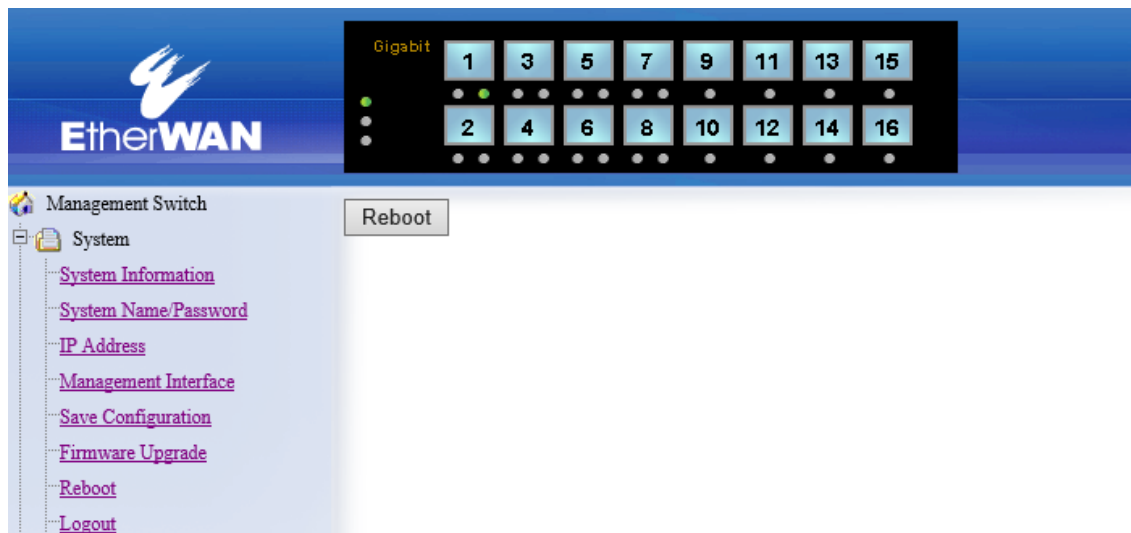 EtherWAN
Gigabit
1 3 5 7 9 11 13 15
2 4 6 8 10 12 14 16
Management Switch
System
System Information
System Name/Password
IP Address
Management Interface
Save Configuration
Firmware Upgrade
Reboot
Logout
Reboot